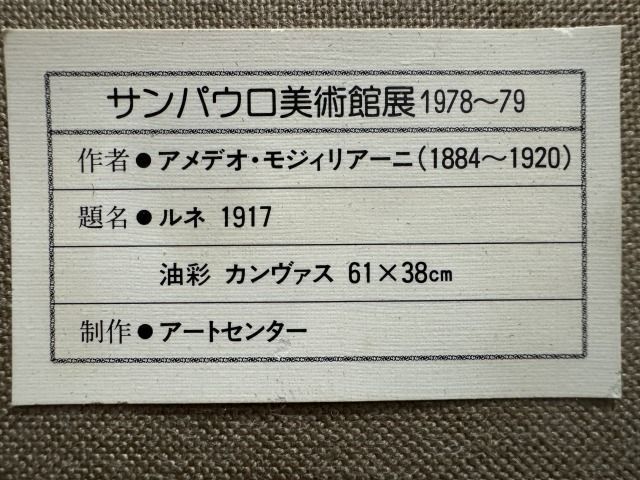 サンパウロ美術館展1978〜79
作者●アメデオ・モジィリアーニ(1884〜1920)
題名●ルネ 1917
油彩 カンヴァス 61×38cm
制作●アートセンター